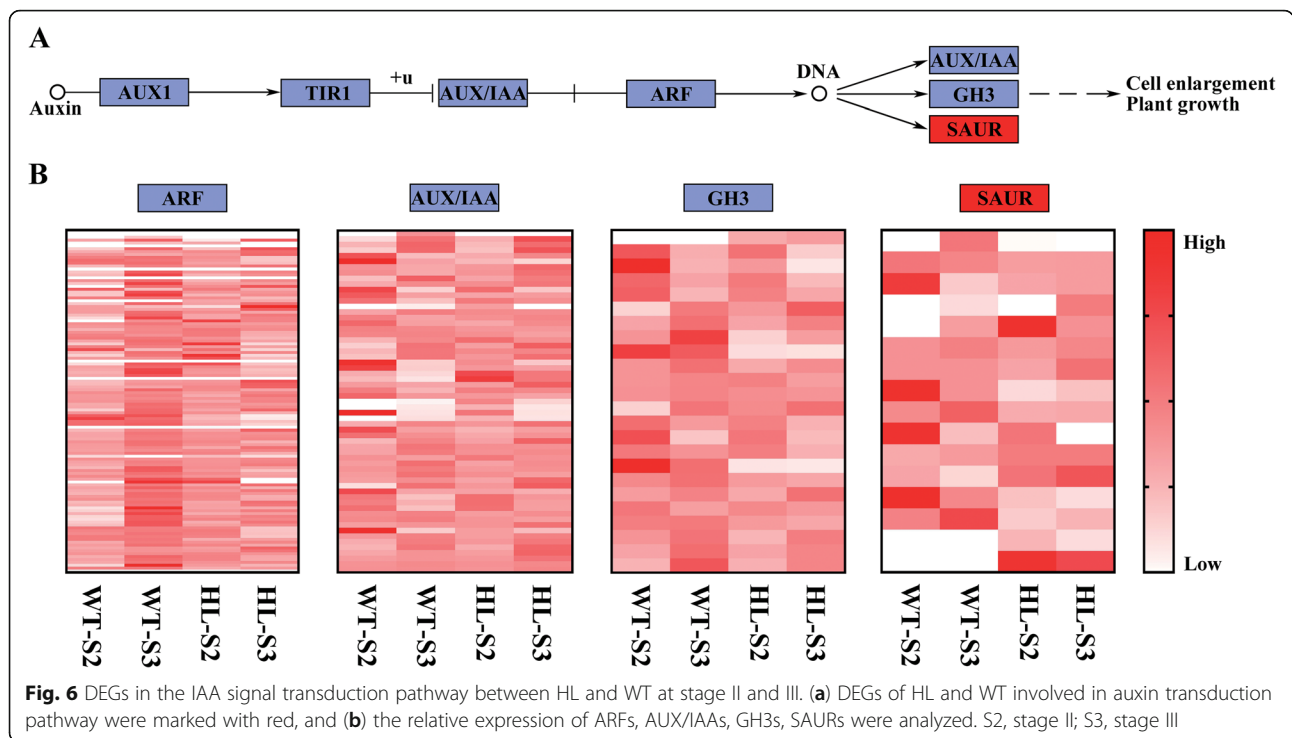 A
Auxin
AUX1
TIR1
+u
AUX/IAA
ARF
DNA
AUX/IAA
GH3
SAUR
Cell enlargement
Plant growth
B
ARF
AUX/IAA
GH3
SAUR
High
Low
WT-S2
WT-S3
HL-S2
HL-S3
WT-S2
WT-S3
HL-S2
HL-S3
WT-S2
WT-S3
HL-S2
HL-S3
WT-S2
WT-S3
HL-S2
HL-S3
Fig. 6 DEGs in the IAA signal transduction pathway between HL and WT at stage II and III. (a) DEGs of HL and WT involved in auxin transduction
pathway were marked with red, and (b) the relative expression of ARFs, AUX/IAAs, GH3s, SAURs were analyzed. S2, stage II; S3, stage III